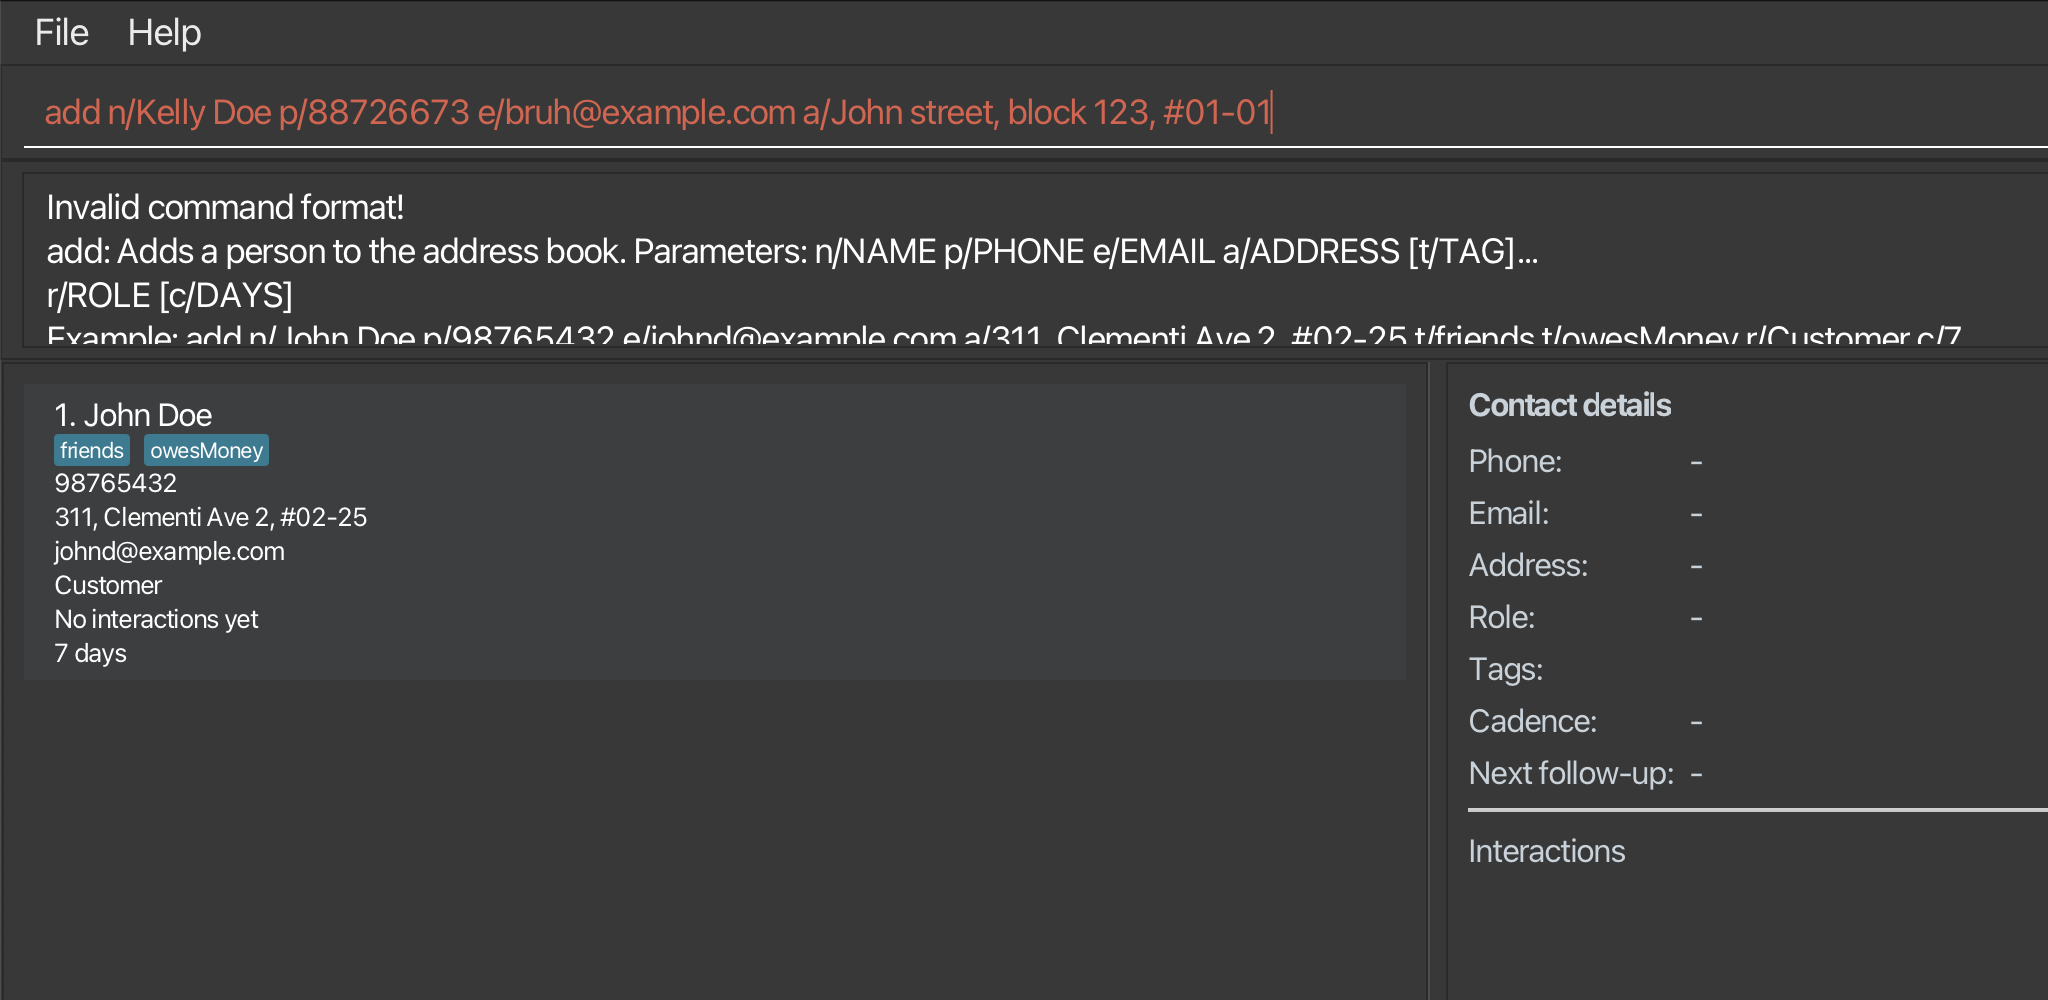 File Help
add n/Kelly Doe p/88726673 e/bruh@example.com a/John street, block 123, #01-01
Invalid command format!
add: Adds a person to the address book. Parameters: n/NAME p/PHONE e/EMAIL a/ADDRESS [t/TAG]...
r/ROLE [c/DAYS]
Example: add n/John Doe p/98765432 e/johnd@example.com a/311, Clementi Ave 2, #02-25 t/friends t/owesMoney r/Customer c/7
1. John Doe
friends owesMoney
98765432
311, Clementi Ave 2, #02-25
johnd@example.com
Customer
No interactions yet
7 days
Contact details
Phone: -
Email: -
Address: -
Role: -
Tags:
Cadence: -
Next follow-up: -
Interactions